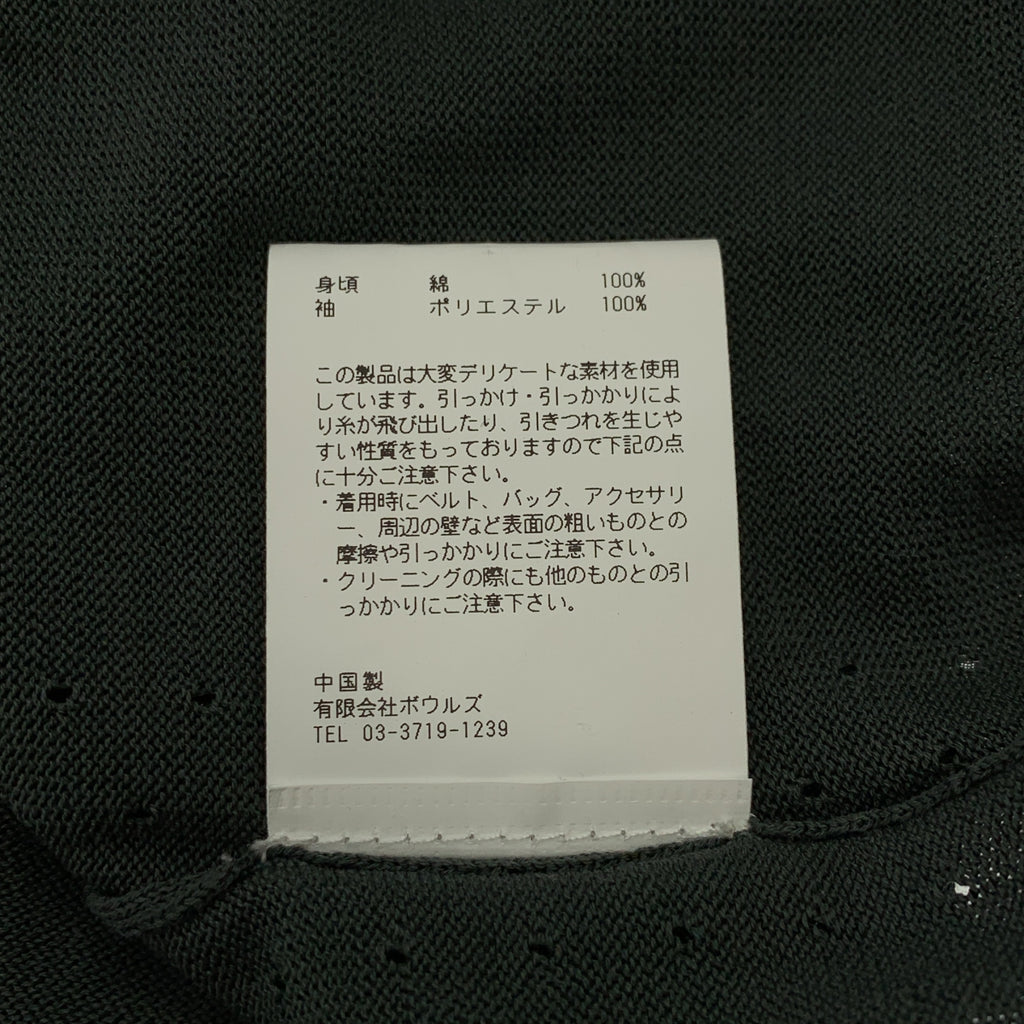 身頃 綿 100%
袖 ポリエステル 100%
この製品は大変デリケートな素材を使用
しています。引っかけ・引っかかりによ
り糸が飛び出したり、引きつれを生じや
すい性質をもっておりますので下記の点
に十分ご注意下さい。
・着用時にベルト、バッグ、アクセサリ
ー、周辺の壁など表面の粗いものとの
摩擦や引っかかりにご注意下さい。
・クリーニングの際にも他のものとの引
っかかりにご注意下さい。
中国製
有限会社ボウルズ
TEL 03-3719-1239